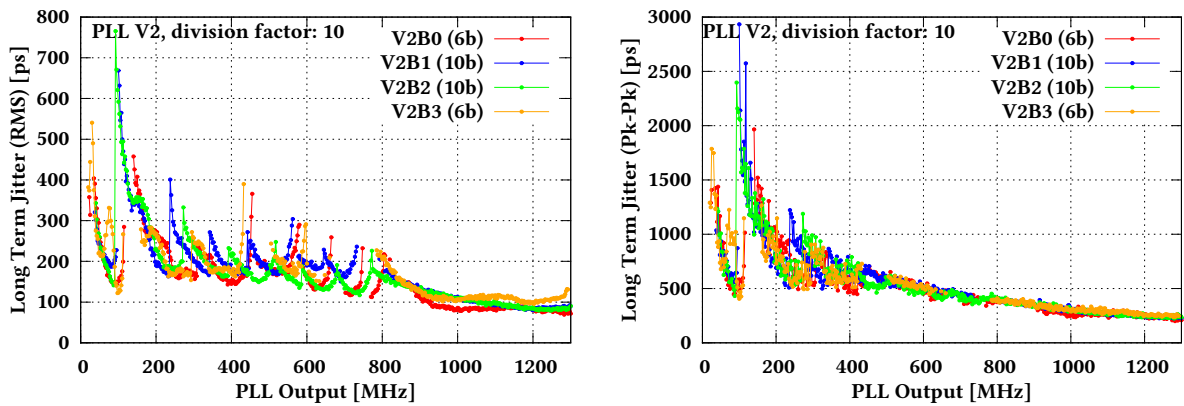 PLL V2, division factor: 10
V2B0 (6b)
V2B1 (10b)
V2B2 (10b)
V2B3 (6b)
Long Term Jitter (RMS) [ps]
800
700
600
500
400
300
200
100
0
0 200 400 600 800 1000 1200
PLL Output [MHz]
PLL V2, division factor: 10
V2B0 (6b)
V2B1 (10b)
V2B2 (10b)
V2B3 (6b)
Long Term Jitter (Pk-Pk) [ps]
3000
2500
2000
1500
1000
500
0
0 200 400 600 800 1000 1200
PLL Output [MHz]